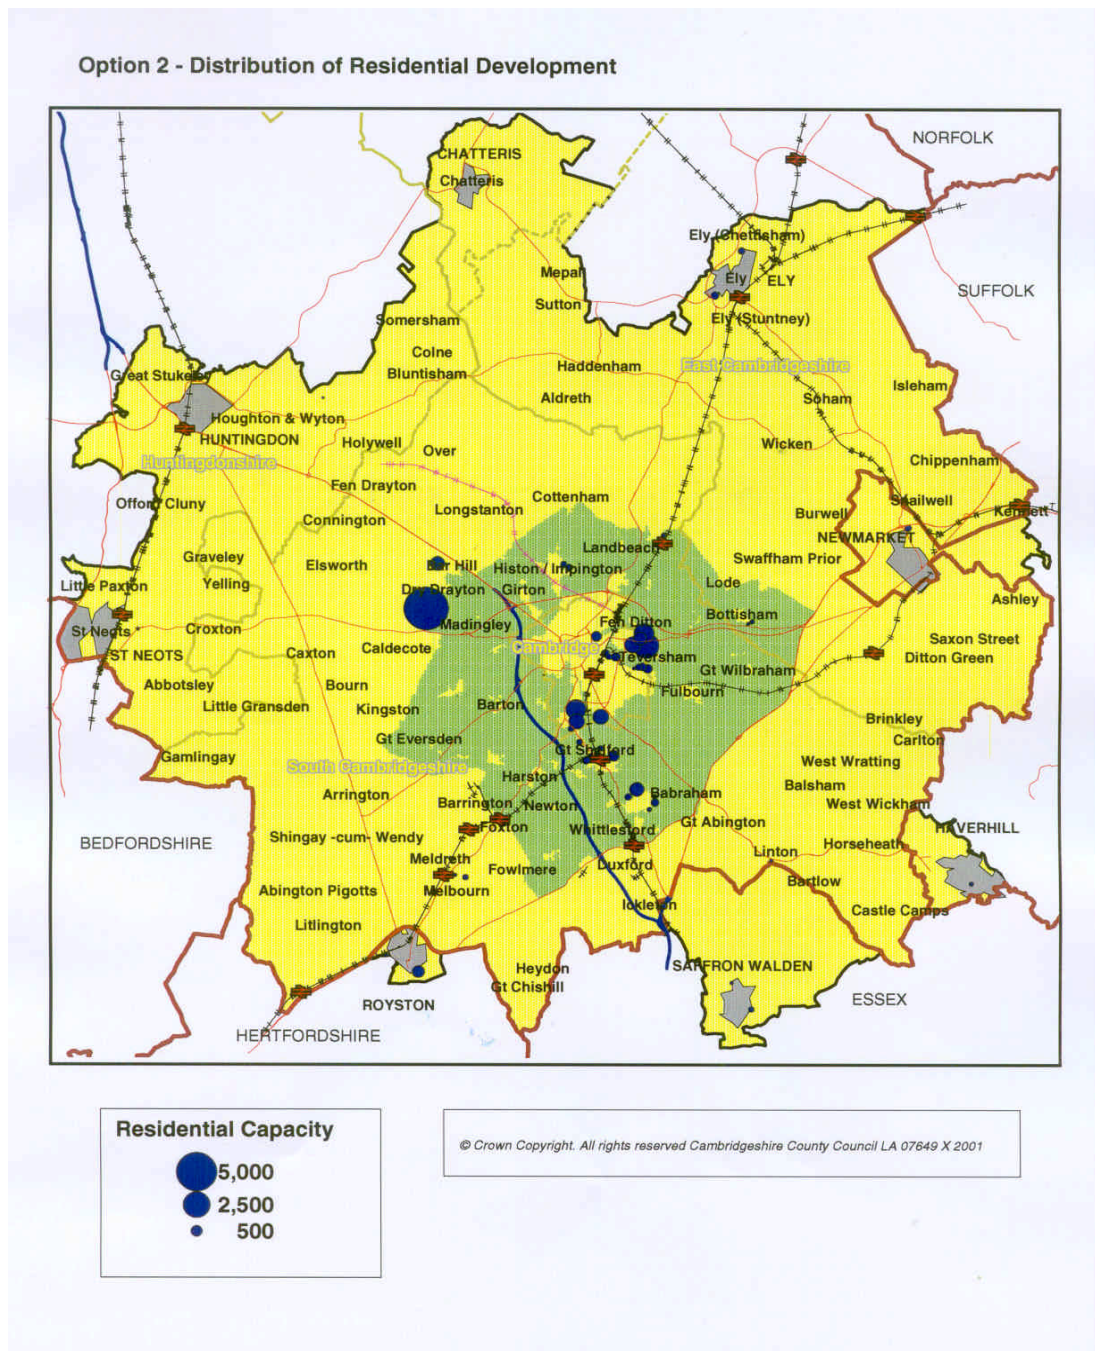 Option 2 - Distribution of Residential Development
NORFOLK
CHATTERIS
Chatteris
Ely (Chettisham)
Mepal
Ely
ELY
SUFFOLK
Sutton
Somersham
Ely (Stuntney)
Colne
Great Stukeley
Bluntisham
Haddenham
East Cambridgeshire
Isleham
Aldreth
Soham
Houghton & Wyton
HUNTINGDON
Holywell
Over
Wicken
Huntingdonshire
Chippenham
Fen Drayton
Offord Cluny
Cottenham
Snailwell
Longstanton
Burwell
Kennett
Connington
NEWMARKET
Landbeach
Graveley
Elsworth
Bar Hill
Histon / Impington
Swaffham Prior
Little Paxton
Yelling
Dry Drayton
Girton
Lode
Ashley
Bottisham
St Neots
Croxton
Madingley
Fen Ditton
Saxon Street
ST NEOTS
Caxton
Caldecote
Cambridge
Teversham
Ditton Green
Gt Wilbraham
Abbotsley
Bourn
Fulbourn
Little Gransden
Kingston
Barton
Brinkley
Gt Eversden
Carlton
Gamlingay
Gt Shelford
West Wratting
South Cambridgeshire
Harston
Balsham
Arrington
Barrington
Newton
Babraham
West Wickham
Shingay -cum- Wendy
Foxton
Whittlesford
Gt Abington
HAVERHILL
BEDFORDSHIRE
Horseheath
Meldreth
Linton
Fowlmere
Duxford
Abington Pigotts
Melbourn
Bartlow
Ickleton
Castle Camps
Litlington
Heydon
SAFFRON WALDEN
Gt Chishill
ROYSTON
ESSEX
HERTFORDSHIRE
Residential Capacity
5,000
2,500
500
© Crown Copyright. All rights reserved Cambridgeshire County Council LA 07649 X 2001